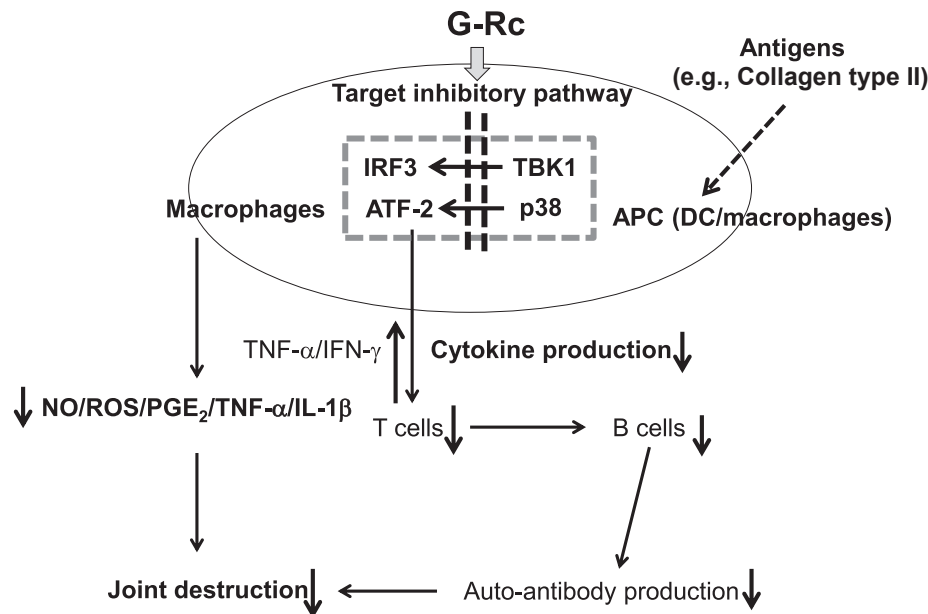 G-Rc
Antigens
(e.g., Collagen type II)
Target inhibitory pathway
IRF3 TBK1
Macrophages ATF-2 p38 APC (DC/macrophages)
TNF-α/IFN-γ Cytokine production
NO/ROS/PGE₂/TNF-α/IL-1β
T cells B cells
Joint destruction Auto-antibody production